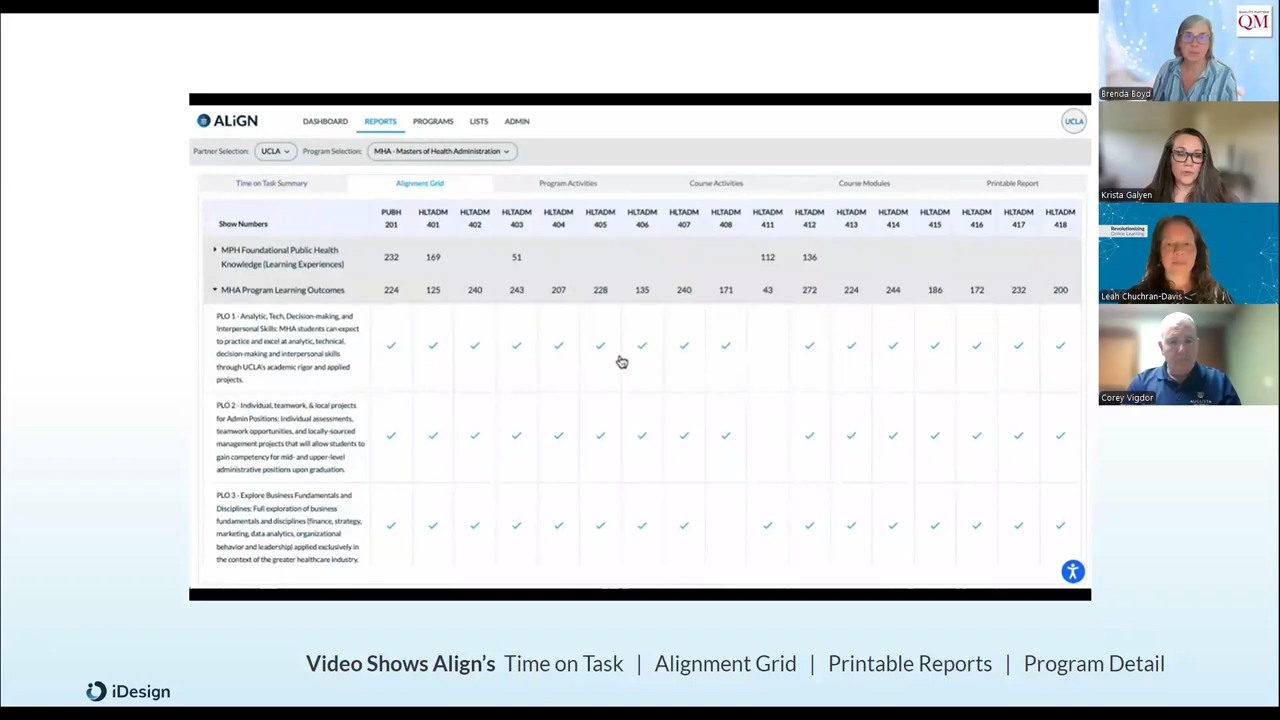 ALiGN
DASHBOARD REPORTS PROGRAMS LISTS ADMIN
UCLA
Partner Selection: UCLA Program Selection: MHA - Masters of Health Administration
Time on Task Summary Alignment Grid Program Activities Course Activities Course Modules Printable Report
PUBH HLTADM HLTADM HLTADM HLTADM HLTADM HLTADM HLTADM HLTADM HLTADM HLTADM HLTADM HLTADM HLTADM HLTADM HLTADM HLTADM
Show Numbers 201 401 402 403 404 405 406 407 408 411 412 413 414 415 416 417 418
MPH Foundational Public Health
Knowledge (Learning Experiences) 232 169 51 112 136
MHA Program Learning Outcomes 224 125 240 243 207 228 135 240 171 43 272 224 244 186 172 232 200
PLO 1 - Analytic, Tech, Decision-making, and
Interpersonal Skills: MHA students can expect
to practice and excel at analytic, technical,
decision-making and interpersonal skills
through UCLA's academic rigor and applied
projects.
PLO 2 - Individual, teamwork, & local projects
for Admin Positions: Individual assessments,
teamwork opportunities, and locally-sourced
management projects that will allow students to
gain competency for mid- and upper-level
administrative positions upon graduation.
PLO 3 - Explore Business Fundamentals and
Disciplines: Full exploration of business
fundamentals and disciplines (finance, strategy,
marketing, data analytics, organizational
behavior and leadership) applied exclusively in
the context of the greater healthcare industry.
Video Shows Align's Time on Task | Alignment Grid | Printable Reports | Program Detail
iDesign
QM
Brenda Boyd
Krista Galyen
Revolutionizing
Online Learning
Leah Chuchran-Davis
Corey Vigdor